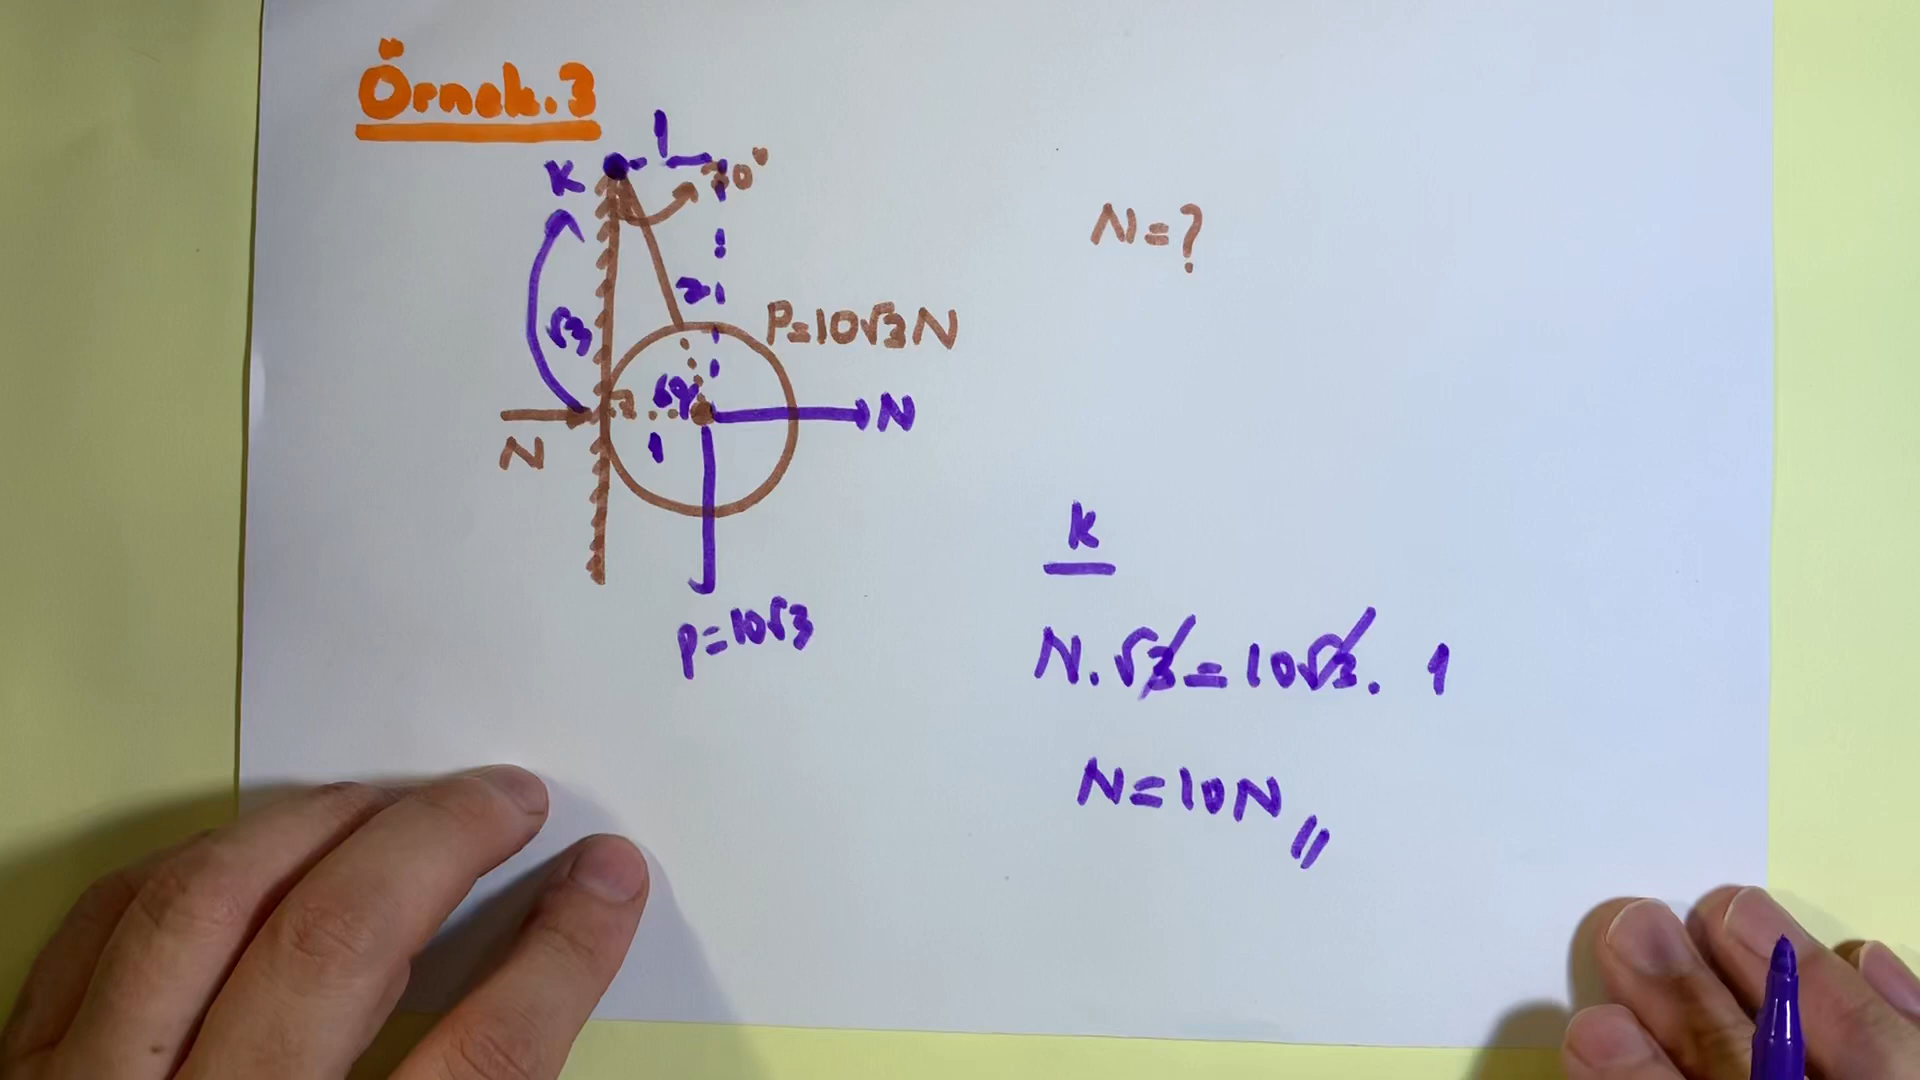 Örnek.3
1
K
30°
N=?
2
√3
P=10√3N
60°
N
1
N
K
P=10√3
N.√3=10√3. 1
N=10N